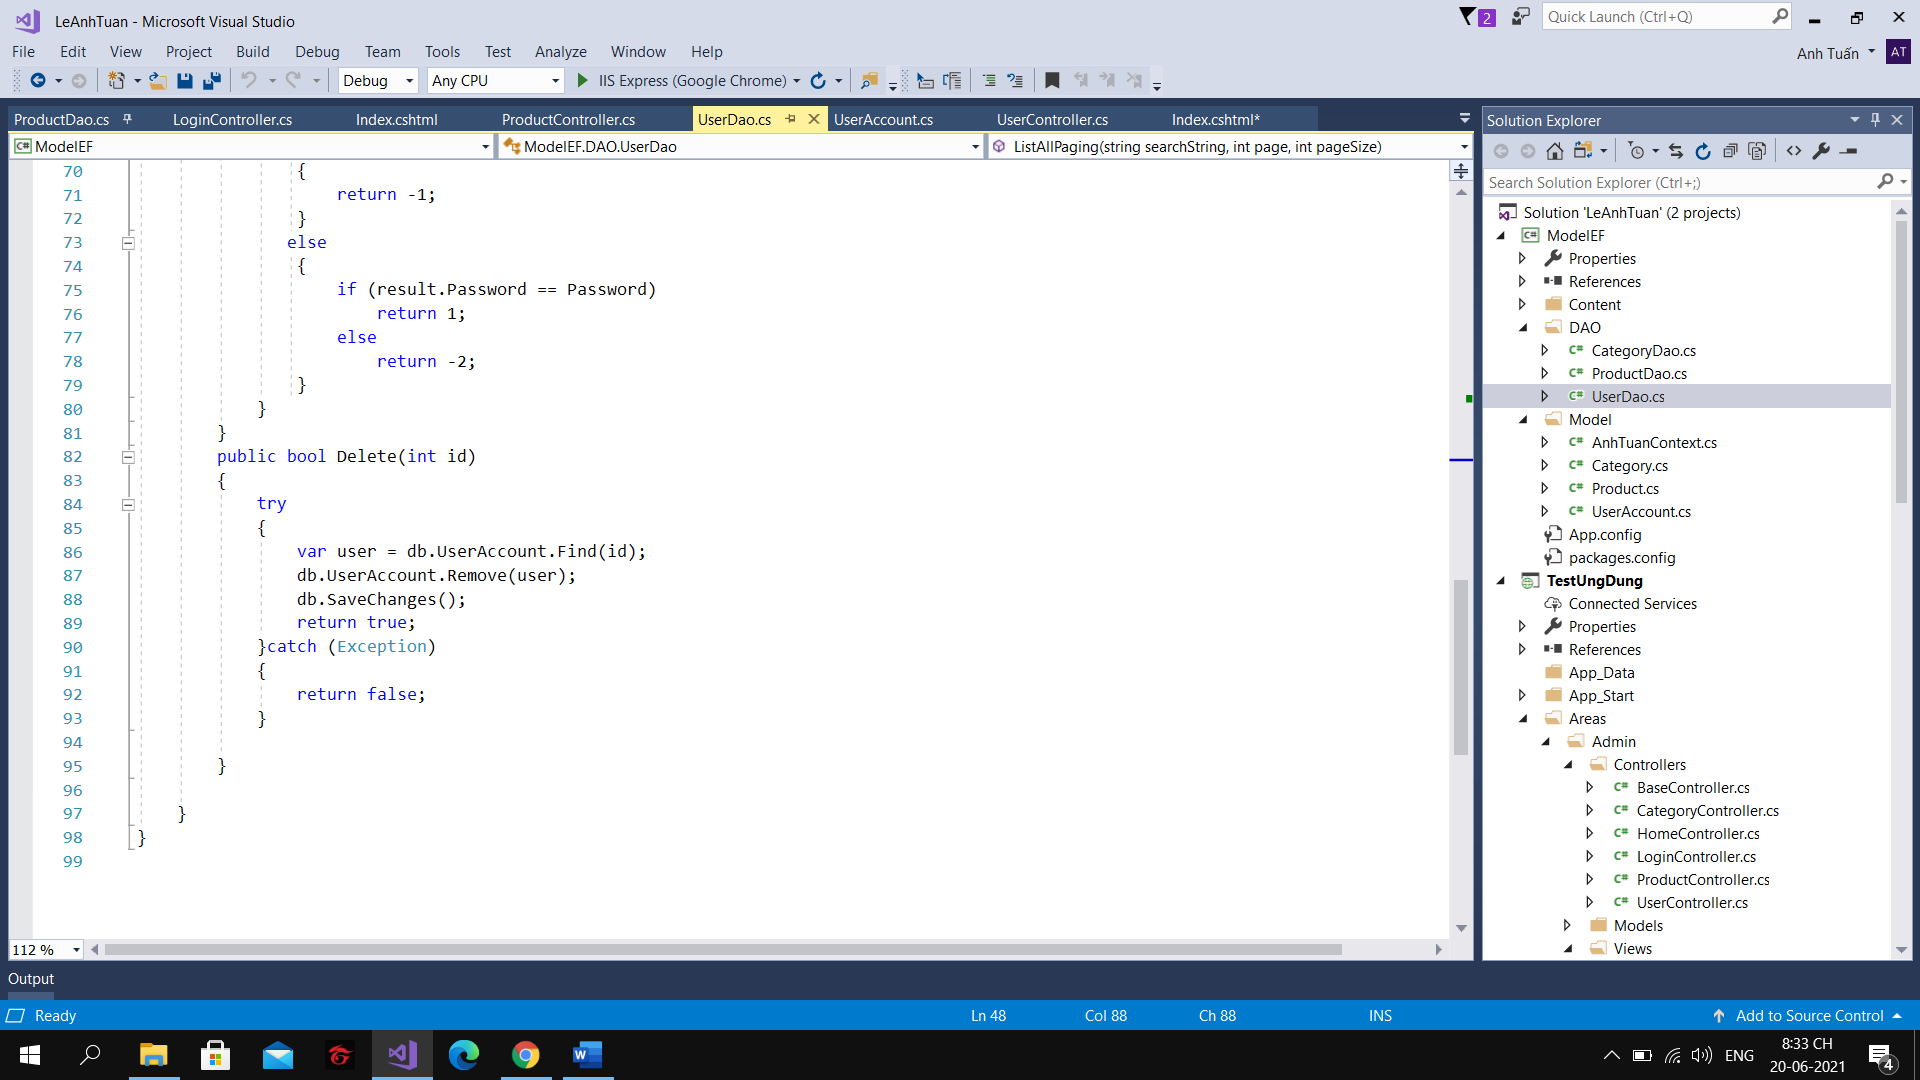 LeAnhTuan - Microsoft Visual Studio
2
Quick Launch (Ctrl+Q)
File Edit View Project Build Debug Team Tools Test Analyze Window Help
Anh Tuấn AT
Debug Any CPU IIS Express (Google Chrome)
ProductDao.cs LoginController.cs Index.cshtml ProductController.cs UserDao.cs UserAccount.cs UserController.cs Index.cshtml*
ModelEF ModelEF.DAO.UserDao ListAllPaging(string searchString, int page, int pageSize)
70 {
71 return -1;
72 }
73 else
74 {
75 if (result.Password == Password)
76 return 1;
77 else
78 return -2;
79 }
80 }
81 }
82 public bool Delete(int id)
83 {
84 try
85 {
86 var user = db.UserAccount.Find(id);
87 db.UserAccount.Remove(user);
88 db.SaveChanges();
89 return true;
90 }catch (Exception)
91 {
92 return false;
93 }
94
95 }
96
97 }
98 }
99
112 %
Solution Explorer
Search Solution Explorer (Ctrl+;)
Solution 'LeAnhTuan' (2 projects)
C# ModelEF
Properties
References
Content
DAO
C# CategoryDao.cs
C# ProductDao.cs
C# UserDao.cs
Model
C# AnhTuanContext.cs
C# Category.cs
C# Product.cs
C# UserAccount.cs
App.config
packages.config
TestUngDung
Connected Services
Properties
References
App_Data
App_Start
Areas
Admin
Controllers
C# BaseController.cs
C# CategoryController.cs
C# HomeController.cs
C# LoginController.cs
C# ProductController.cs
C# UserController.cs
Models
Views
Output
Ready Ln 48 Col 88 Ch 88 INS Add to Source Control
ENG
8:33 CH
20-06-2021
4